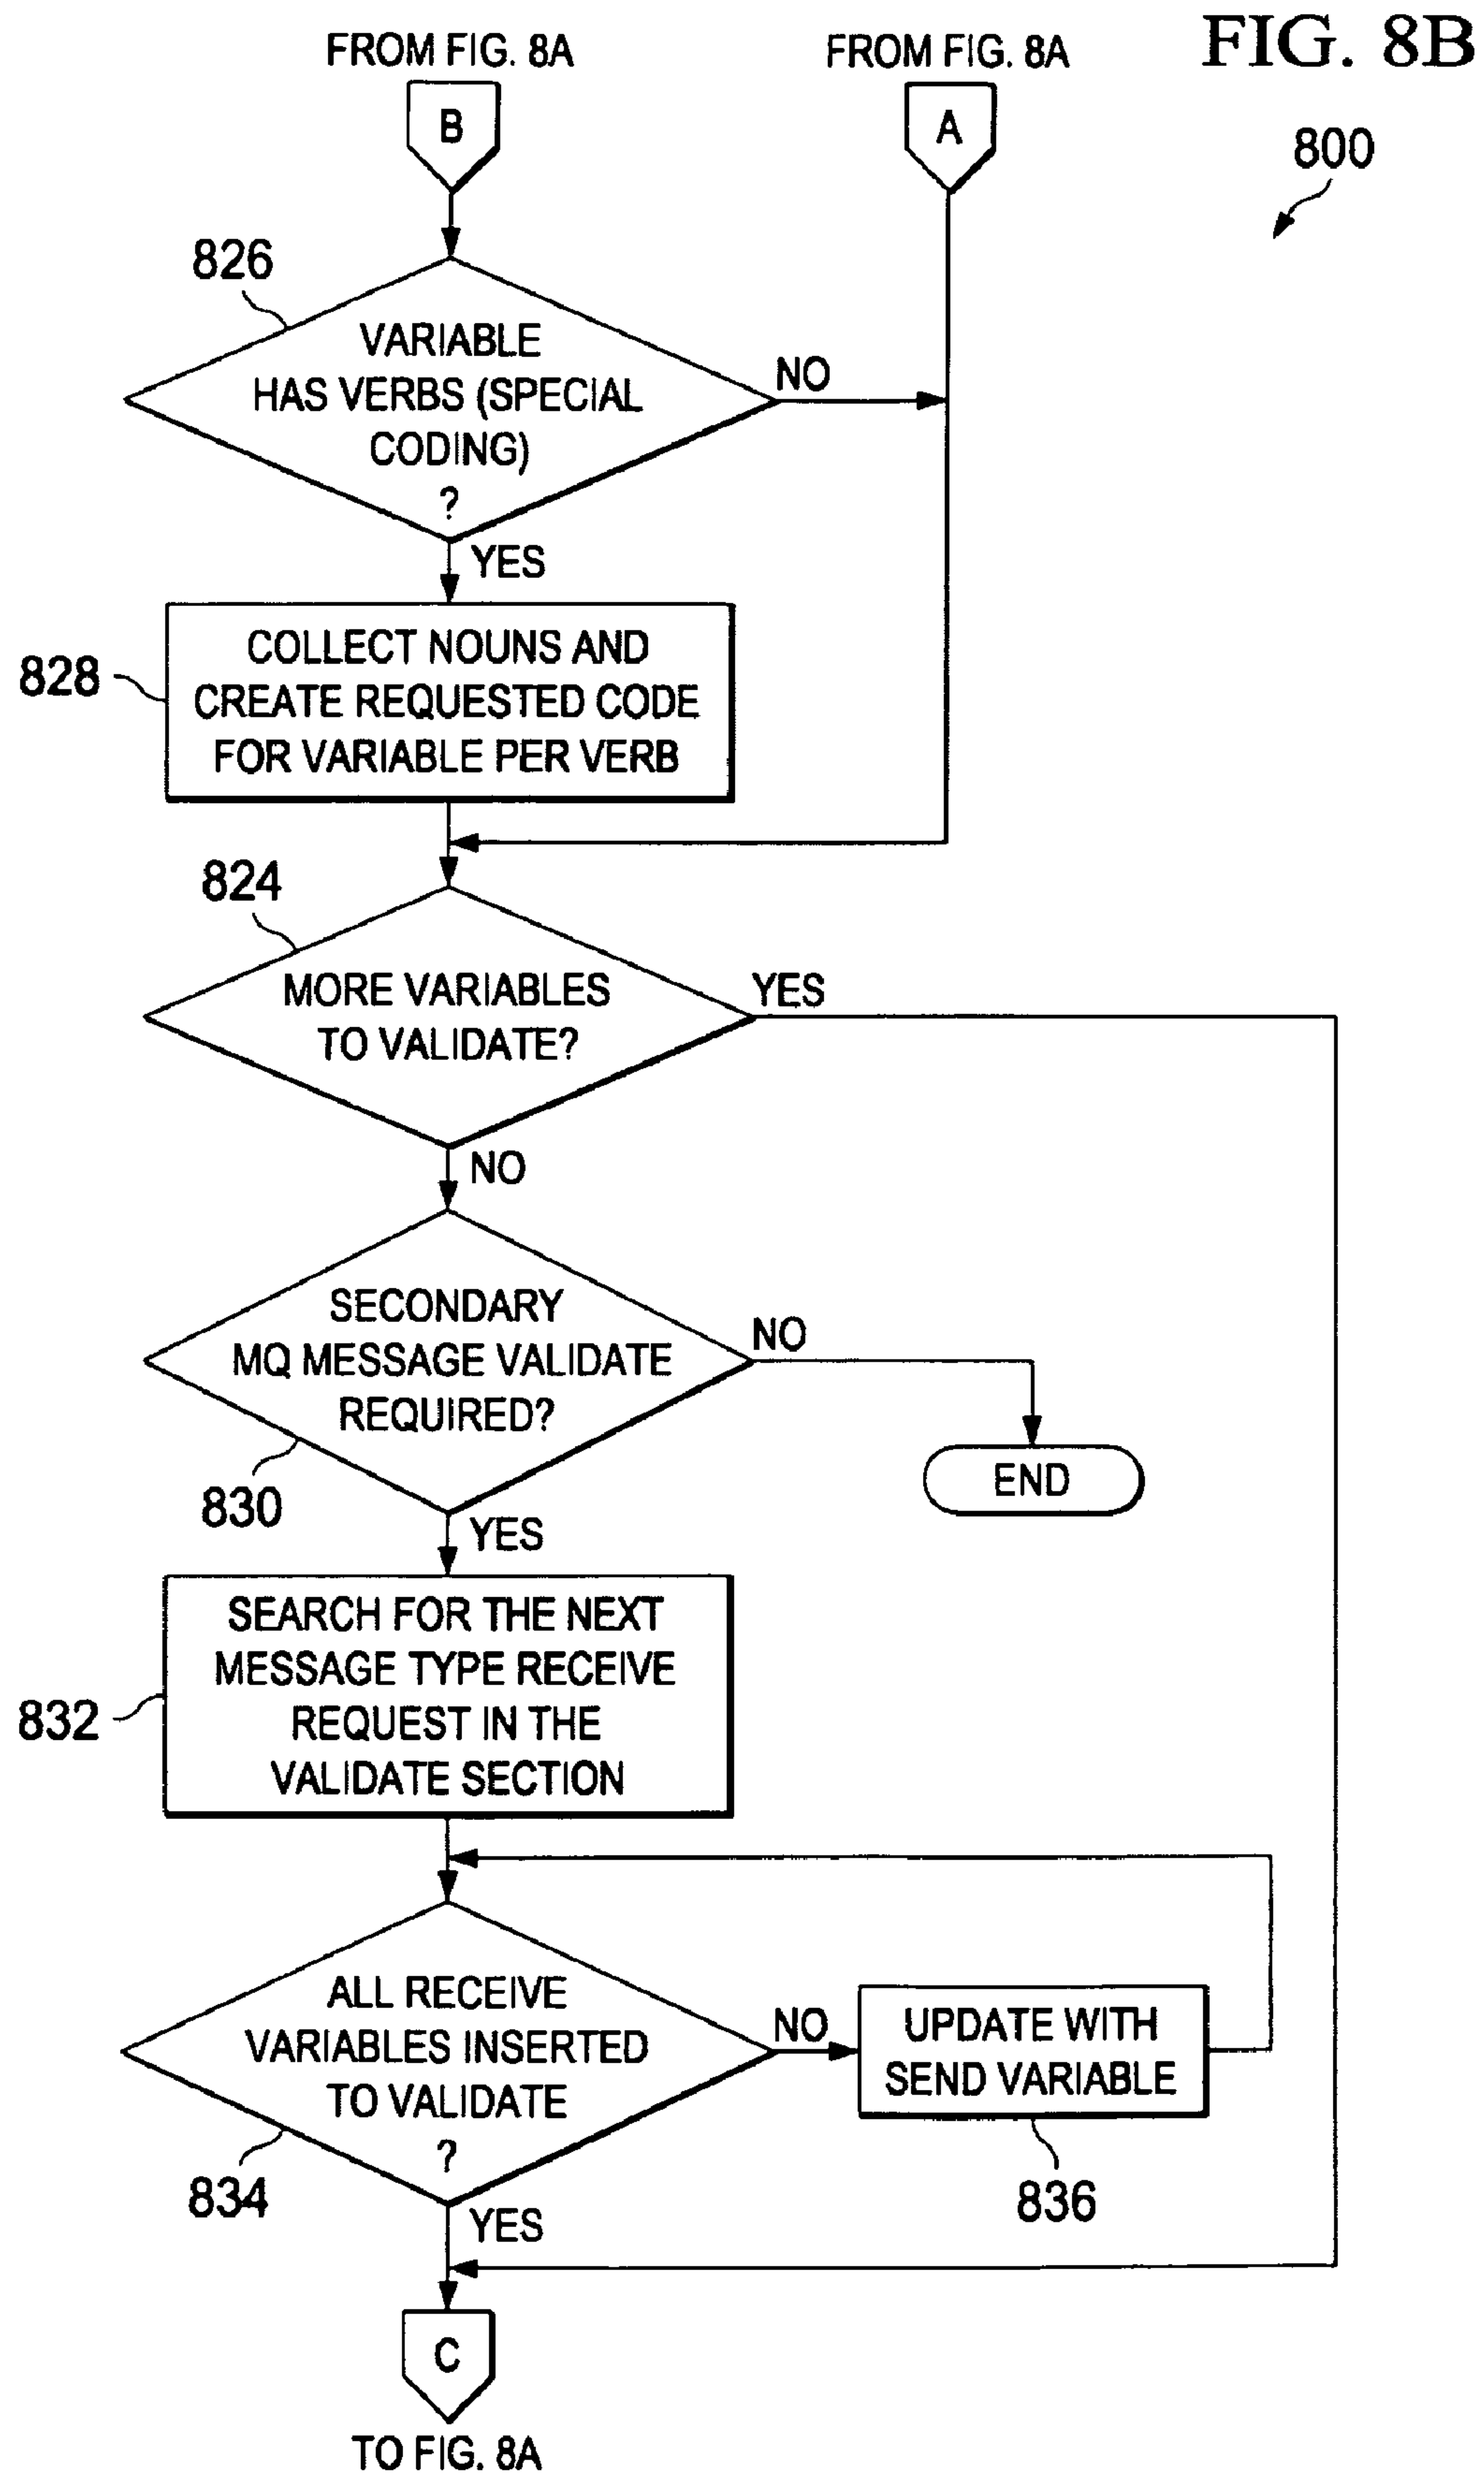 FIG. 8B
FROM FIG. 8A
FROM FIG. 8A
B
A
800
826
VARIABLE
HAS VERBS (SPECIAL
CODING)
?
NO
YES
828
COLLECT NOUNS AND
CREATE REQUESTED CODE
FOR VARIABLE PER VERB
824
MORE VARIABLES
TO VALIDATE?
YES
NO
SECONDARY
MQ MESSAGE VALIDATE
REQUIRED?
NO
END
830
YES
832
SEARCH FOR THE NEXT
MESSAGE TYPE RECEIVE
REQUEST IN THE
VALIDATE SECTION
ALL RECEIVE
VARIABLES INSERTED
TO VALIDATE
?
NO
UPDATE WITH
SEND VARIABLE
834
836
YES
C
TO FIG. 8A